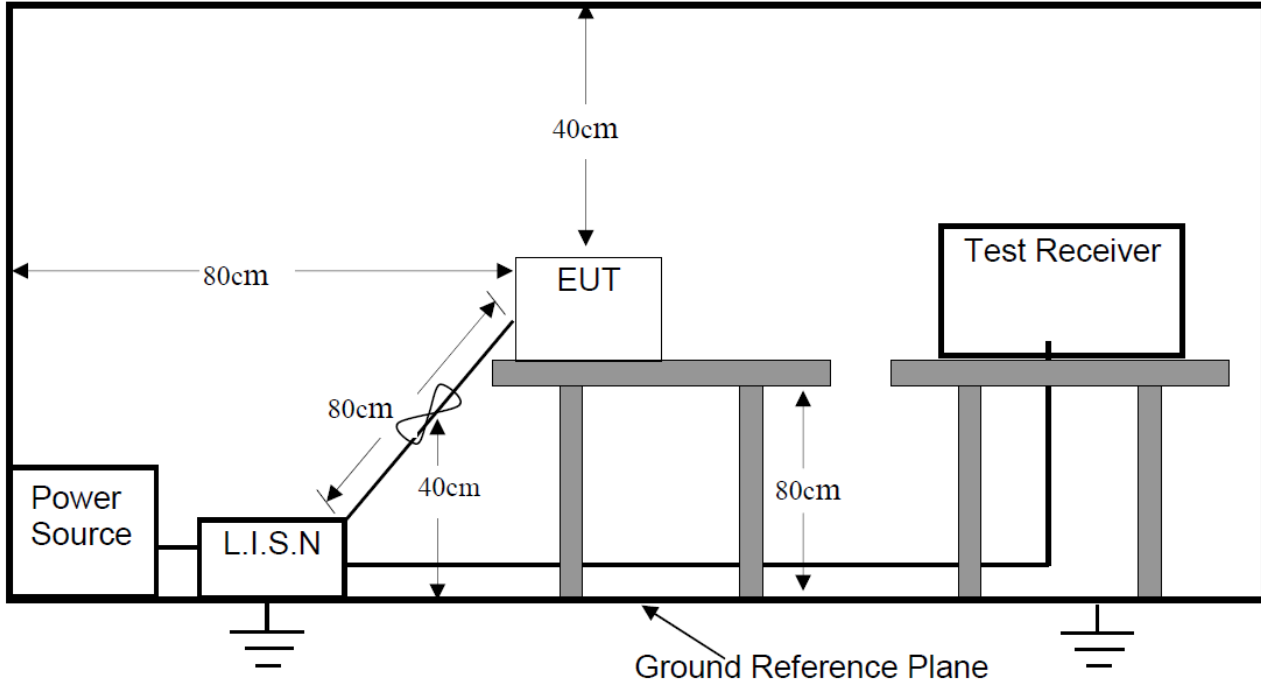 40cm
80cm
EUT
Test Receiver
80cm
40cm
80cm
Power
Source
L.I.S.N
Ground Reference Plane